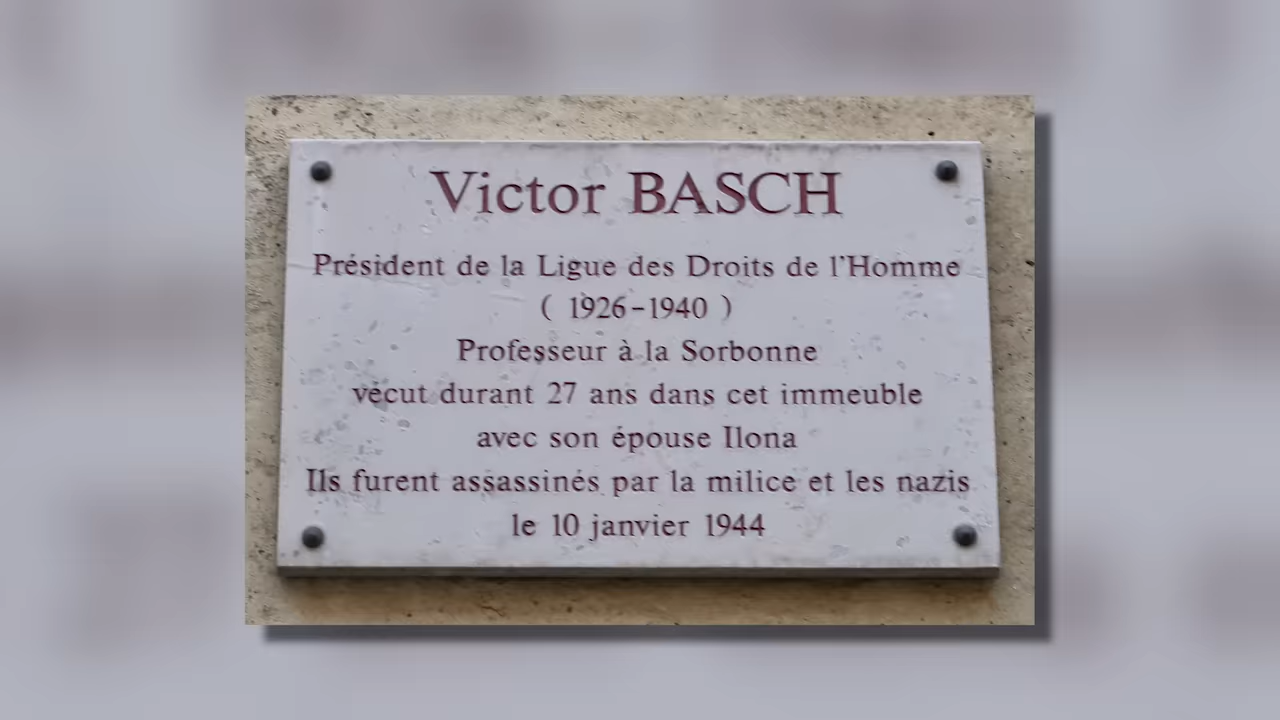 Victor BASCH
Président de la Ligue des Droits de l'Homme
( 1926-1940 )
Professeur à la Sorbonne
vécut durant 27 ans dans cet immeuble
avec son épouse Ilona
Ils furent assassinés par la milice et les nazis
le 10 janvier 1944